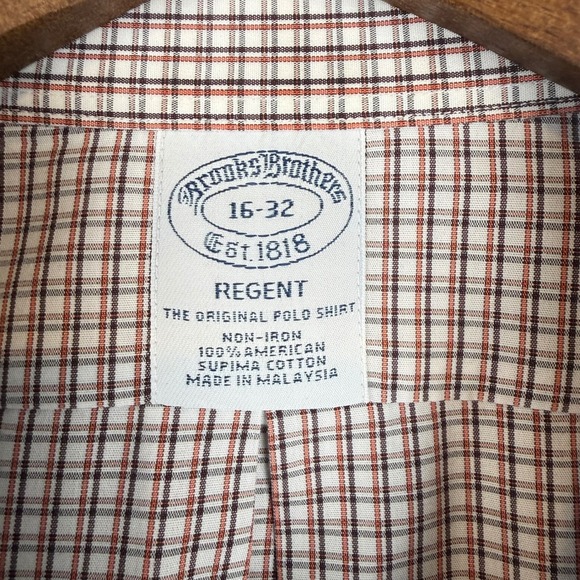 Brooks Brothers
16-32
Est. 1818
REGENT
THE ORIGINAL POLO SHIRT
NON-IRON
100% AMERICAN
SUPIMA COTTON
MADE IN MALAYSIA